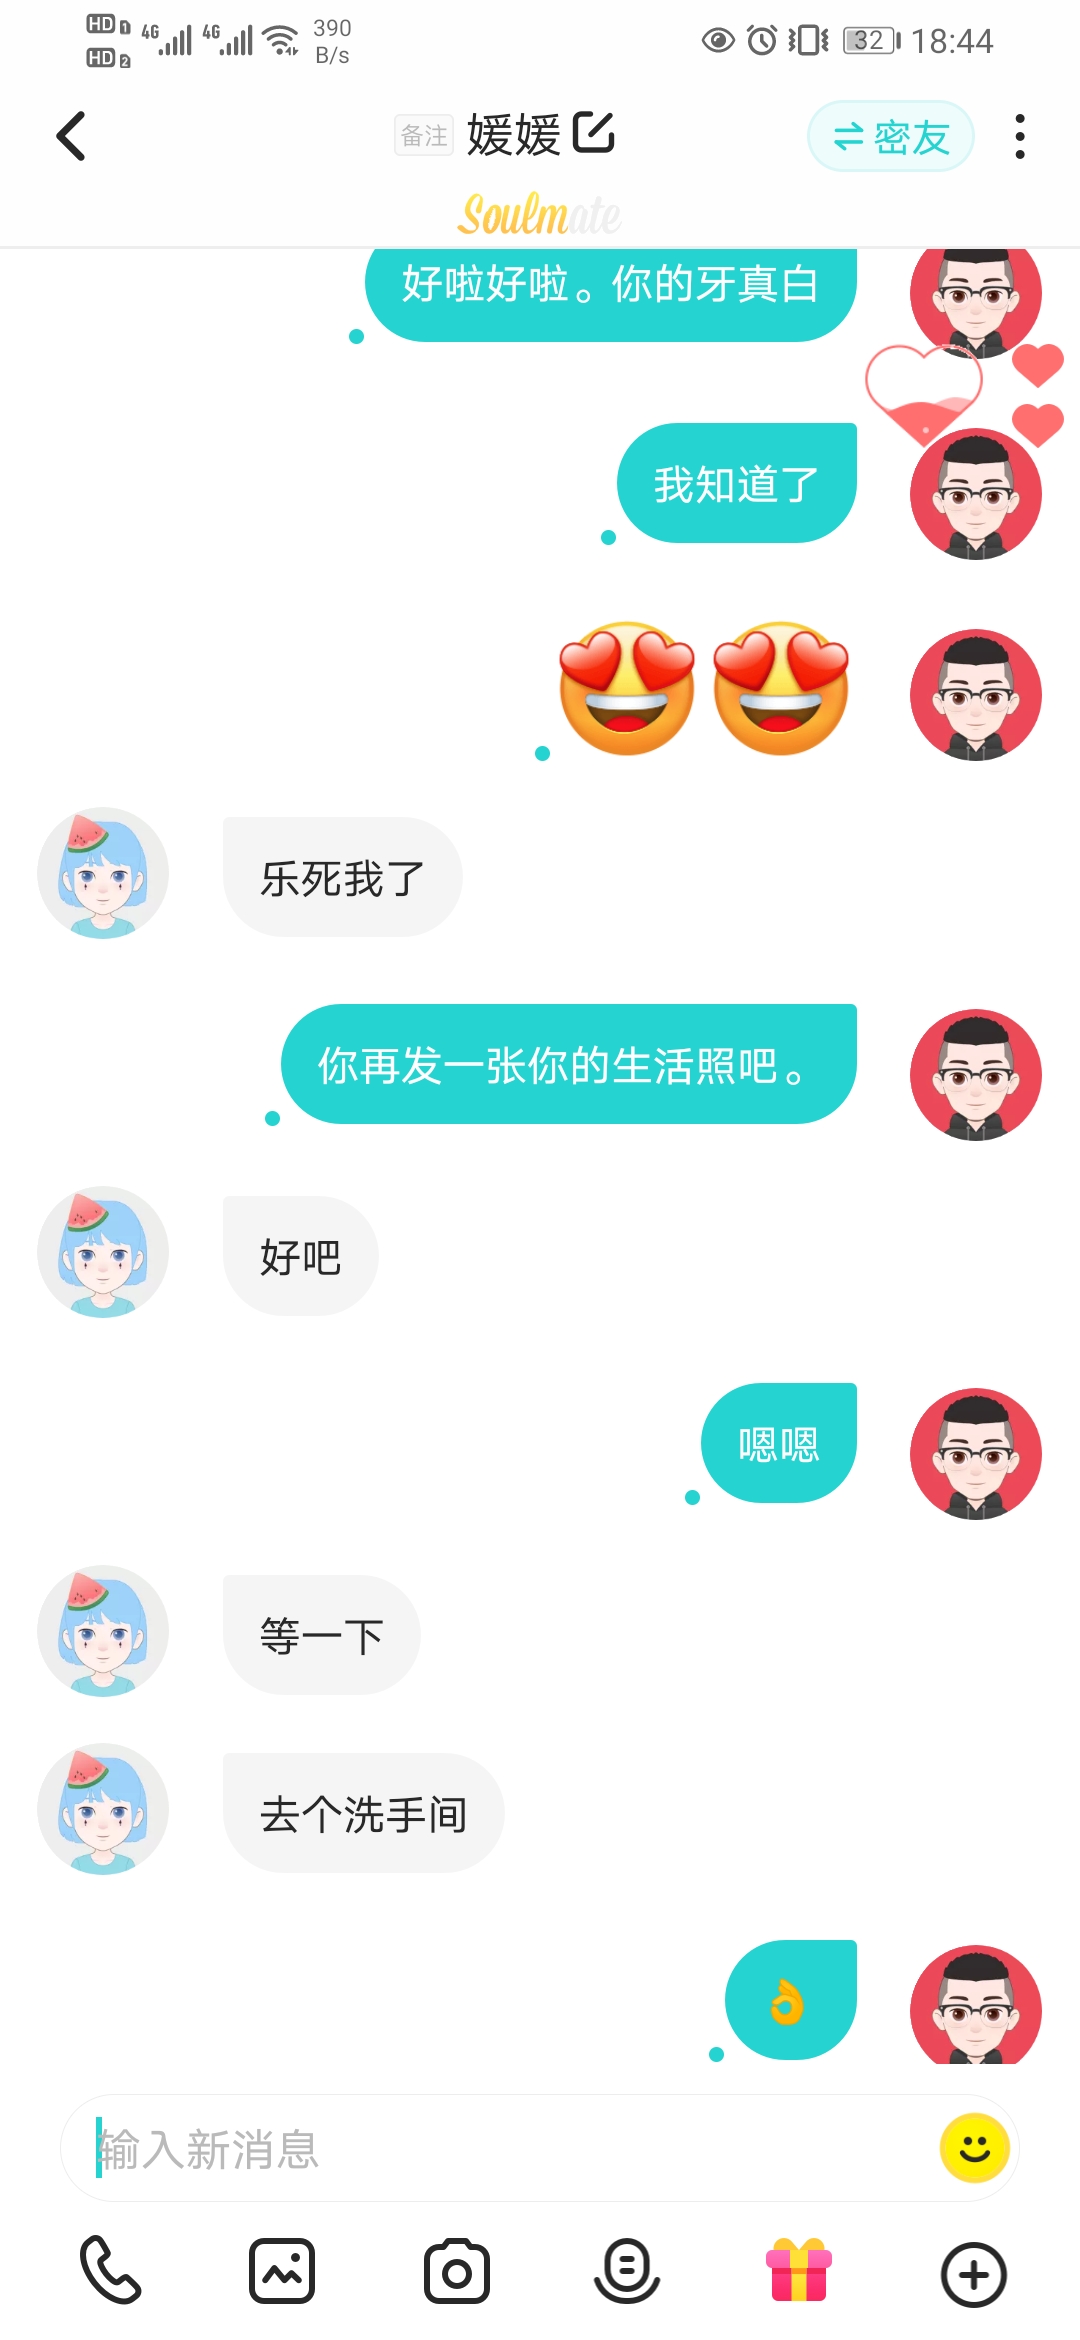 HD 1 4G 4G 390
HD 2 B/s
32 18:44
备注 媛媛 密友
Soulmate
好啦好啦。你的牙真白
我知道了
😍😍
乐死我了
你再发一张你的生活照吧。
好吧
嗯嗯
等一下
去个洗手间
👌
输入新消息